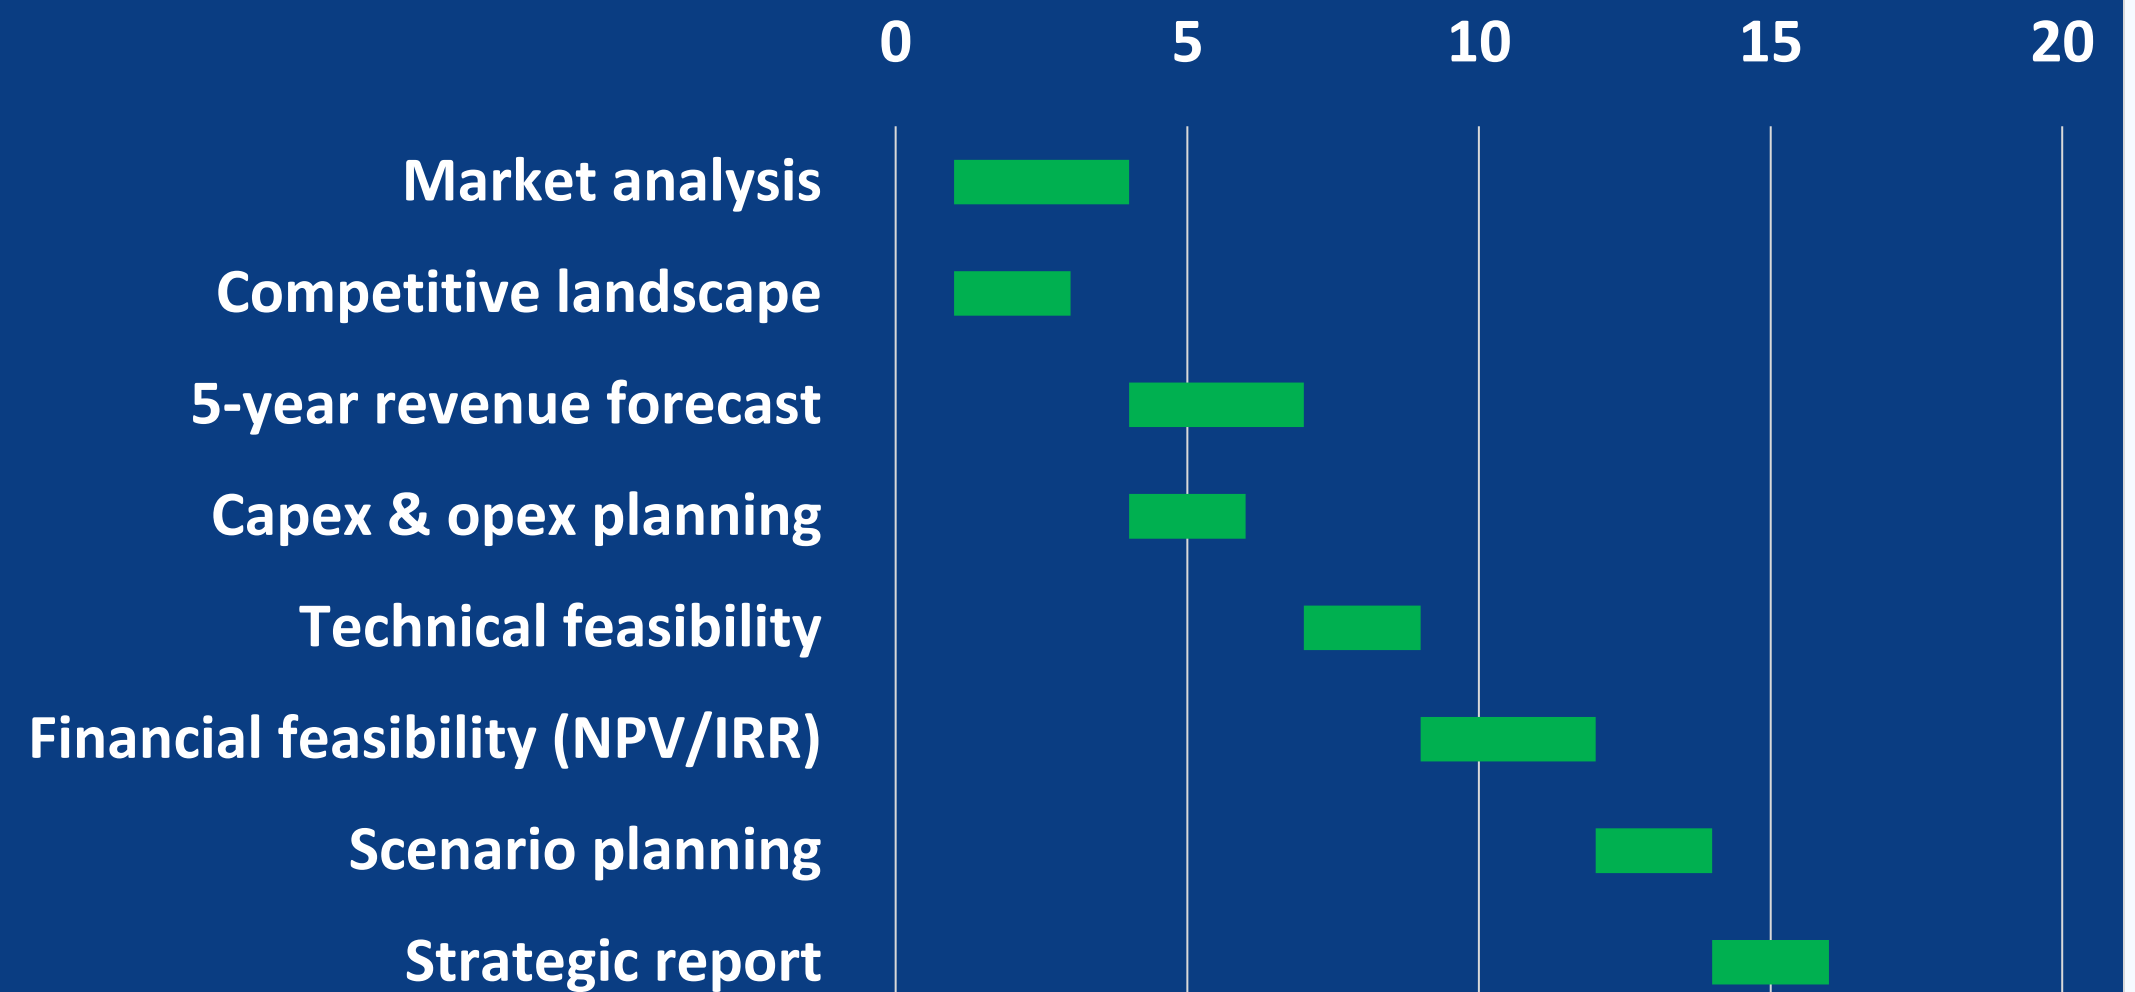 0 5 10 15 20
Market analysis
Competitive landscape
5-year revenue forecast
Capex & opex planning
Technical feasibility
Financial feasibility (NPV/IRR)
Scenario planning
Strategic report